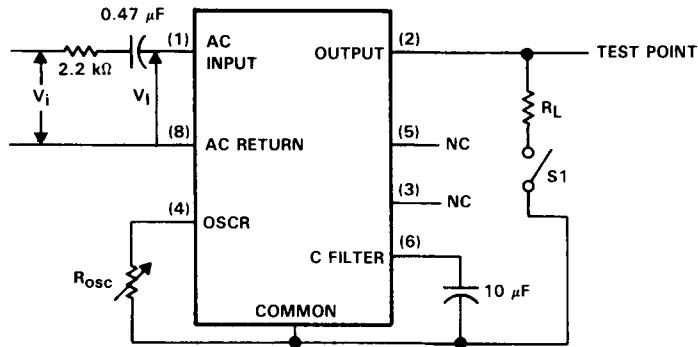 0.47 μF
(1)
AC INPUT
OUTPUT
(2)
TEST POINT
2.2 kΩ
Vi
VI
RL
(8)
AC RETURN
(5)
NC
S1
(3)
NC
(4)
OSCR
(6)
C FILTER
Rosc
10 μF
COMMON